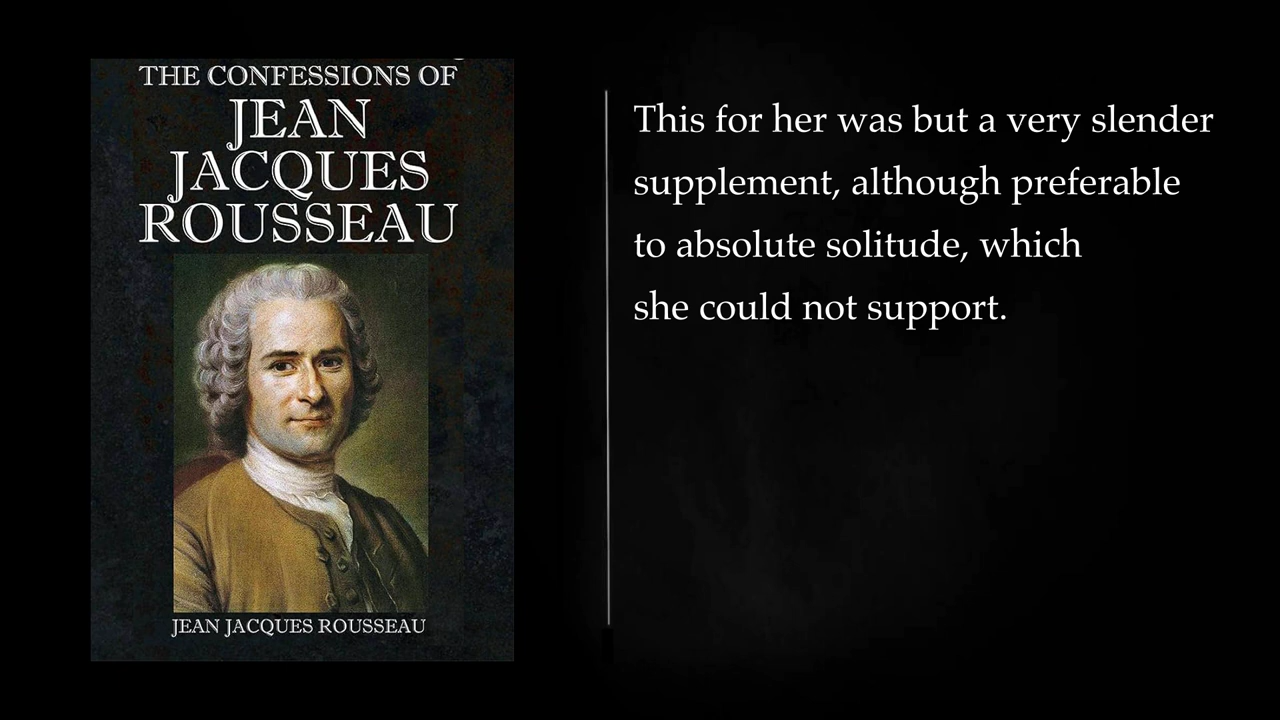 THE CONFESSIONS OF
JEAN
JACQUES
ROUSSEAU
JEAN JACQUES ROUSSEAU
This for her was but a very slender
supplement, although preferable
to absolute solitude, which
she could not support.